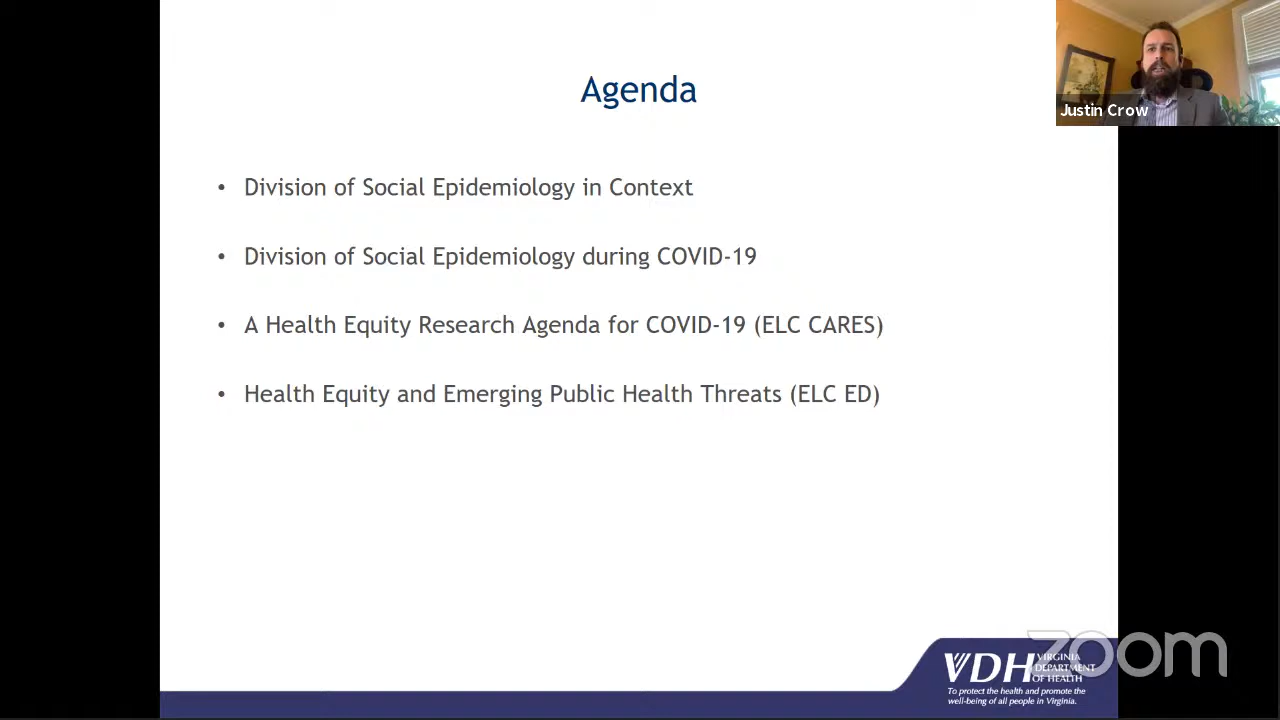 Agenda
Justin Crow
• Division of Social Epidemiology in Context
• Division of Social Epidemiology during COVID-19
• A Health Equity Research Agenda for COVID-19 (ELC CARES)
• Health Equity and Emerging Public Health Threats (ELC ED)
VDH
VIRGINIA
DEPARTMENT
OF HEALTH
To protect the health and promote the
well-being of all people in Virginia.
zoom